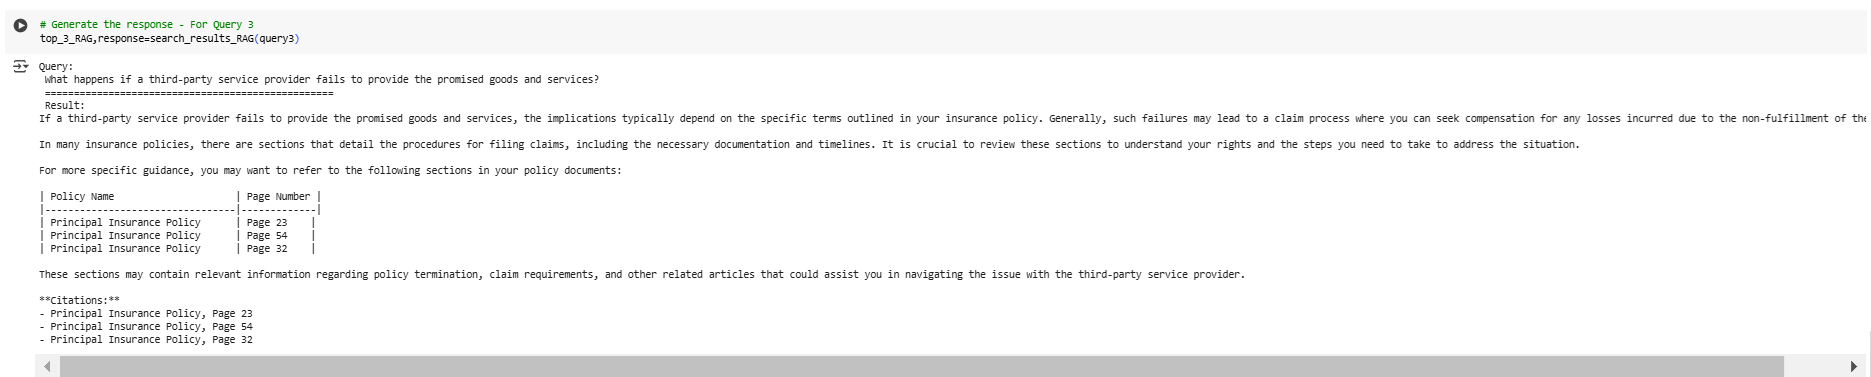 # Generate the response - For Query 3
top_3_RAG,response=search_results_RAG(query3)
Query:
What happens if a third-party service provider fails to provide the promised goods and services?
==================================================
Result:
If a third-party service provider fails to provide the promised goods and services, the implications typically depend on the specific terms outlined in your insurance policy. Generally, such failures may lead to a claim process where you can seek compensation for any losses incurred due to the non-fulfillment of the
In many insurance policies, there are sections that detail the procedures for filing claims, including the necessary documentation and timelines. It is crucial to review these sections to understand your rights and the steps you need to take to address the situation.
For more specific guidance, you may want to refer to the following sections in your policy documents:
| Policy Name | Page Number |
|---------------------------------|-------------|
| Principal Insurance Policy | Page 23 |
| Principal Insurance Policy | Page 54 |
| Principal Insurance Policy | Page 32 |
These sections may contain relevant information regarding policy termination, claim requirements, and other related articles that could assist you in navigating the issue with the third-party service provider.
**Citations:**
- Principal Insurance Policy, Page 23
- Principal Insurance Policy, Page 54
- Principal Insurance Policy, Page 32